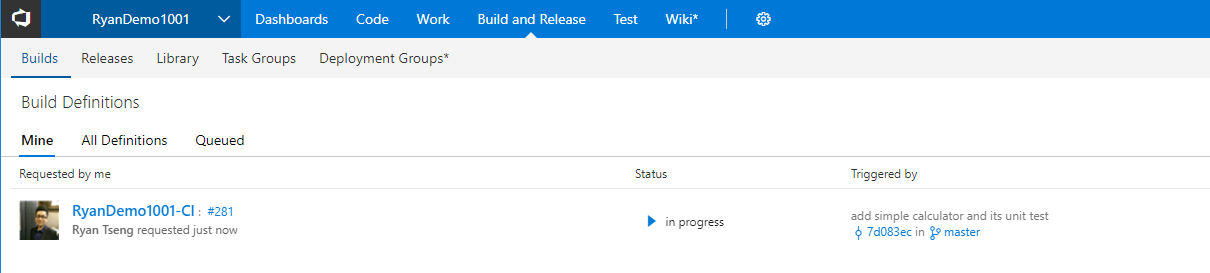 RyanDemo1001 Dashboards Code Work Build and Release Test Wiki*
Builds Releases Library Task Groups Deployment Groups*
Build Definitions
Mine All Definitions Queued
Requested by me Status Triggered by
RyanDemo1001-CI : #281
Ryan Tseng requested just now
in progress
add simple calculator and its unit test
7d083ec in master